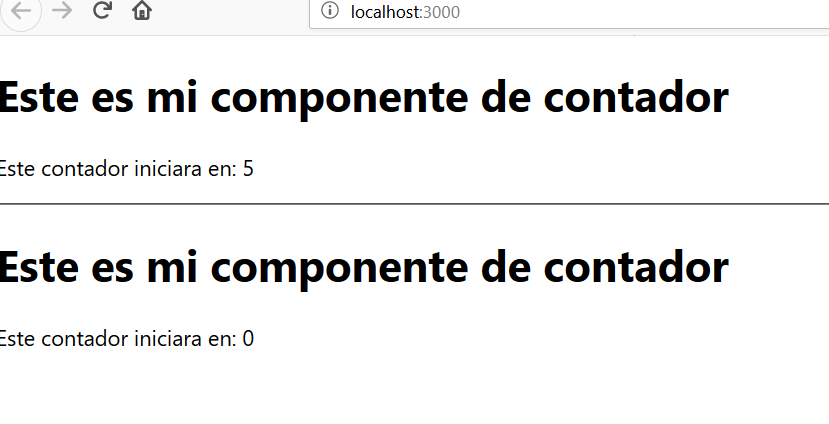 localhost:3000
Este es mi componente de contador
Este contador iniciara en: 5
Este es mi componente de contador
Este contador iniciara en: 0